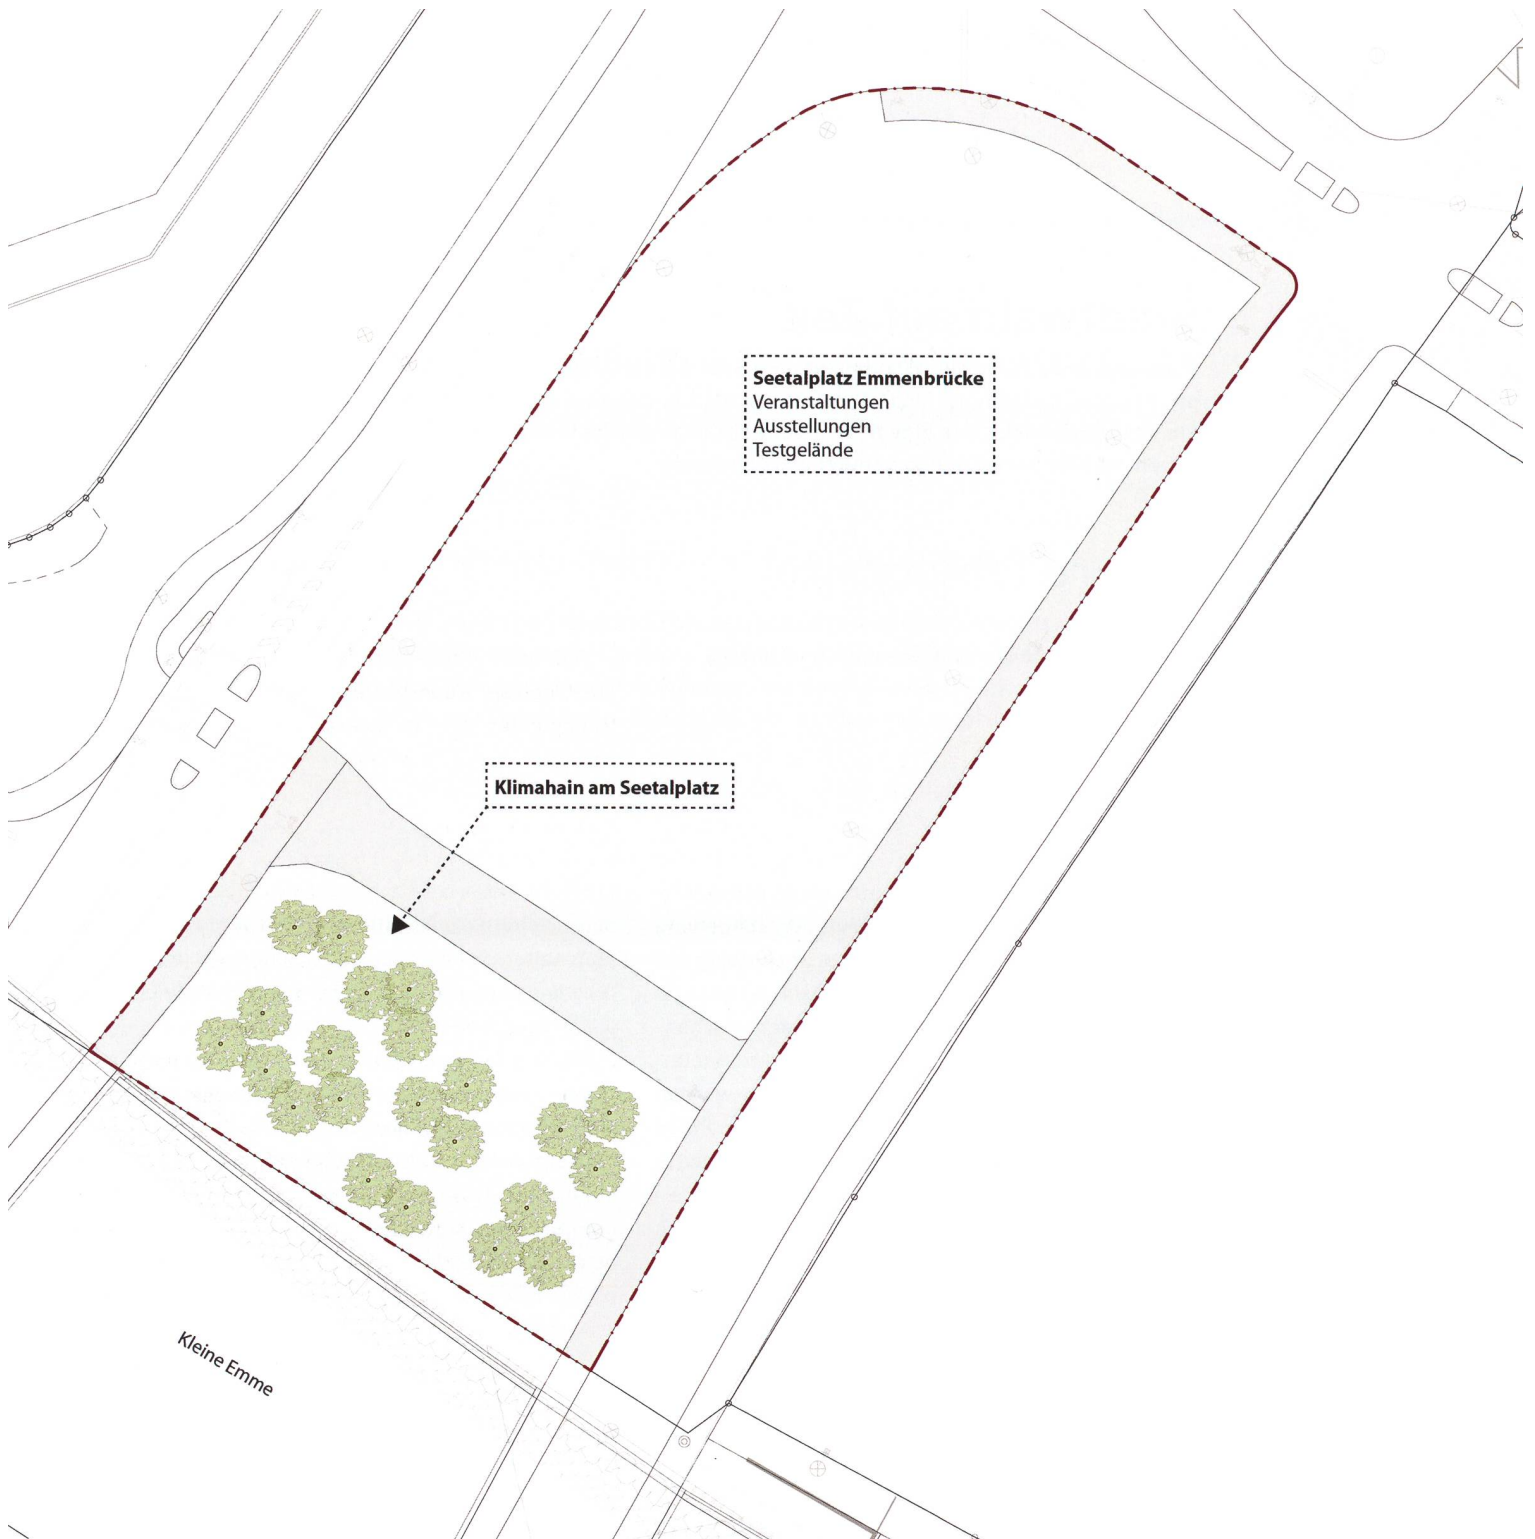 Seetalplatz Emmenbrücke
Veranstaltungen
Ausstellungen
Testgelände
Klimahain am Seetalplatz
Kleine Emme